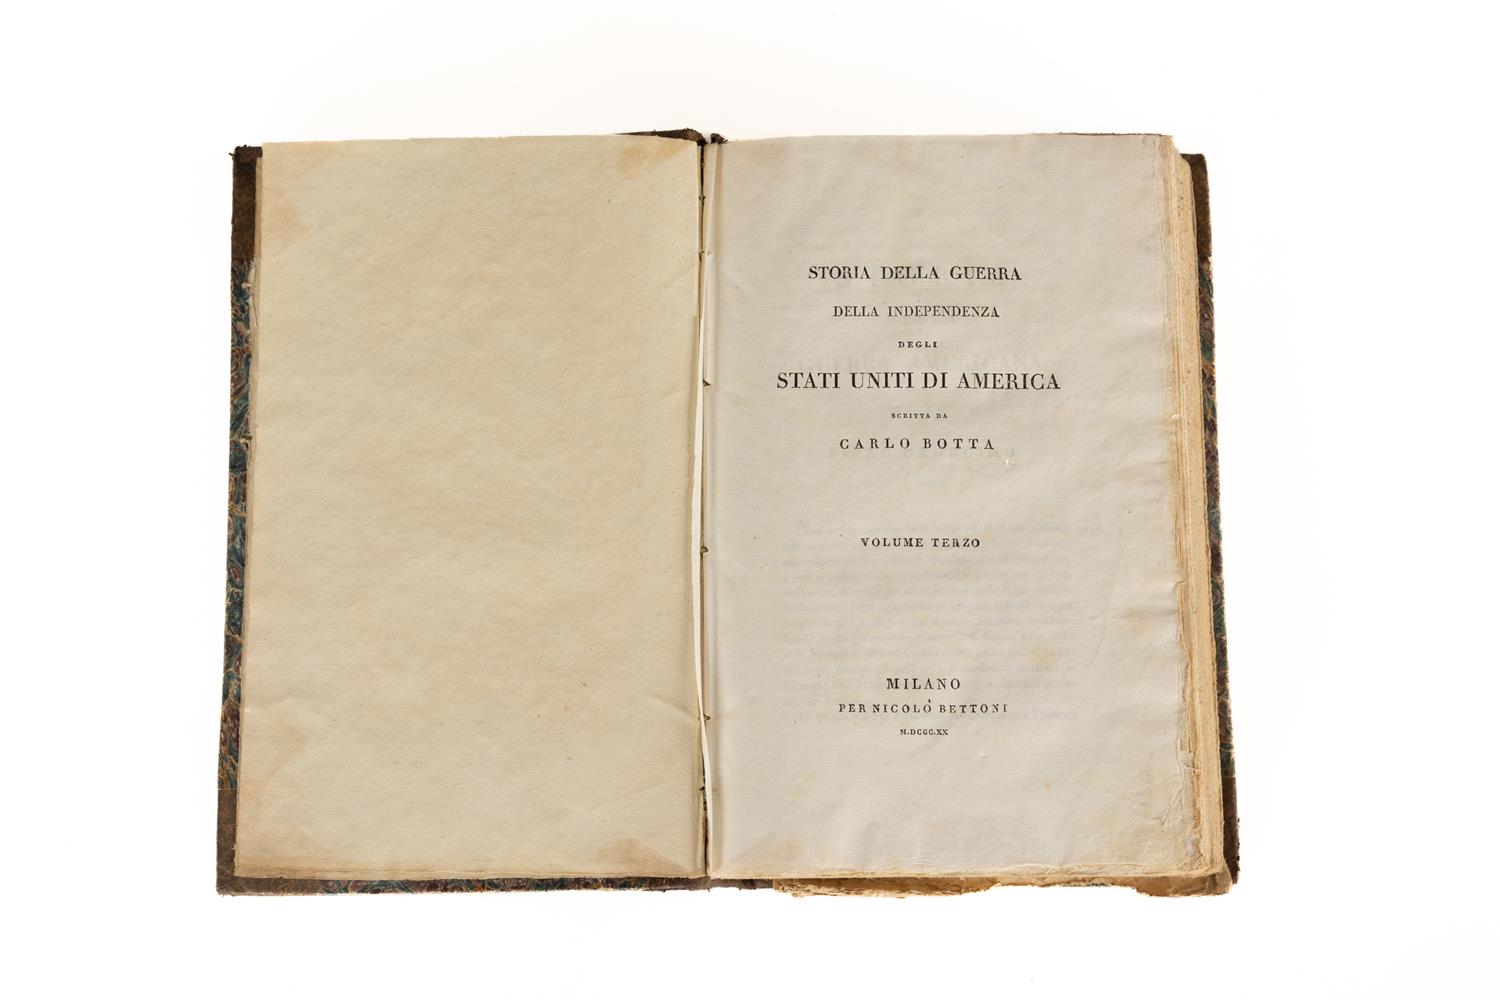 STORIA DELLA GUERRA
DELLA INDEPENDENZA
DEGLI
STATI UNITI DI AMERICA
SCRITTA DA
CARLO BOTTA
VOLUME TERZO
MILANO
PER NICOLÒ BETTONI
M.DCCC.XX